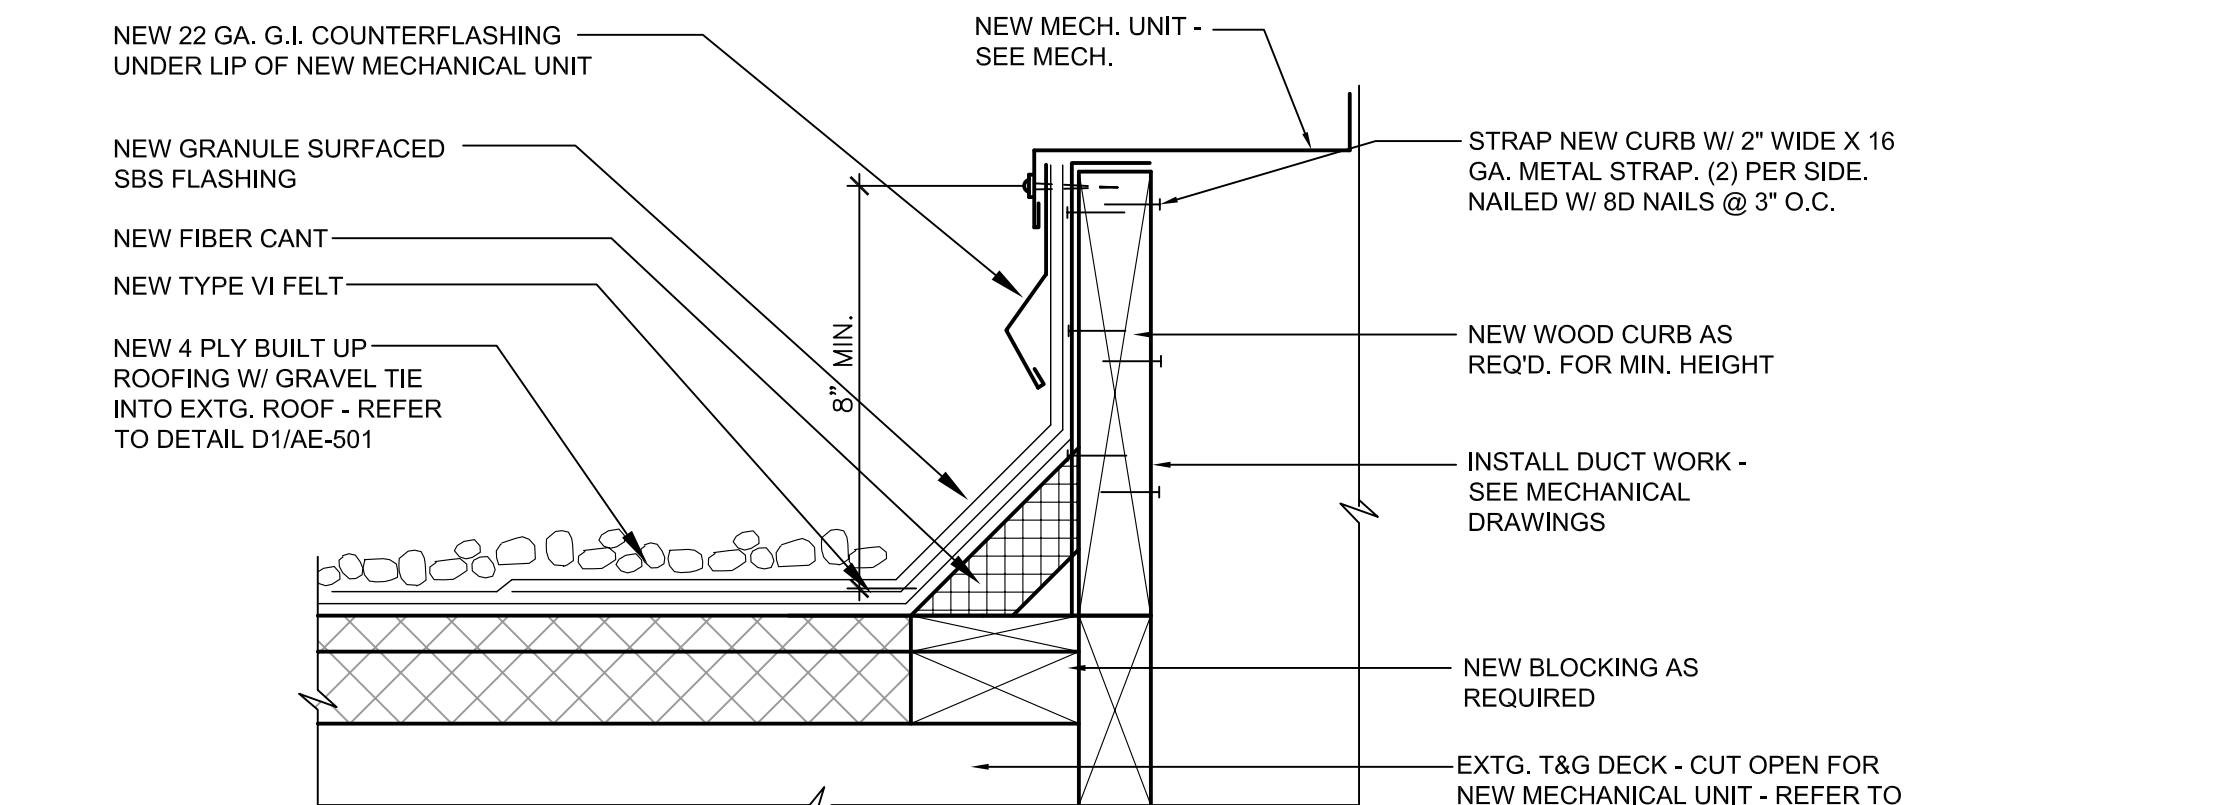 NEW 22 GA. G.I. COUNTERFLASHING
UNDER LIP OF NEW MECHANICAL UNIT
NEW GRANULE SURFACED
SBS FLASHING
NEW FIBER CANT
NEW TYPE VI FELT
NEW 4 PLY BUILT UP
ROOFING W/ GRAVEL TIE
INTO EXTG. ROOF - REFER
TO DETAIL D1/AE-501
8" MIN.
NEW MECH. UNIT -
SEE MECH.
STRAP NEW CURB W/ 2" WIDE X 16
GA. METAL STRAP. (2) PER SIDE.
NAILED W/ 8D NAILS @ 3" O.C.
NEW WOOD CURB AS
REQ'D. FOR MIN. HEIGHT
INSTALL DUCT WORK -
SEE MECHANICAL
DRAWINGS
NEW BLOCKING AS
REQUIRED
EXTG. T&G DECK - CUT OPEN FOR
NEW MECHANICAL UNIT - REFER TO